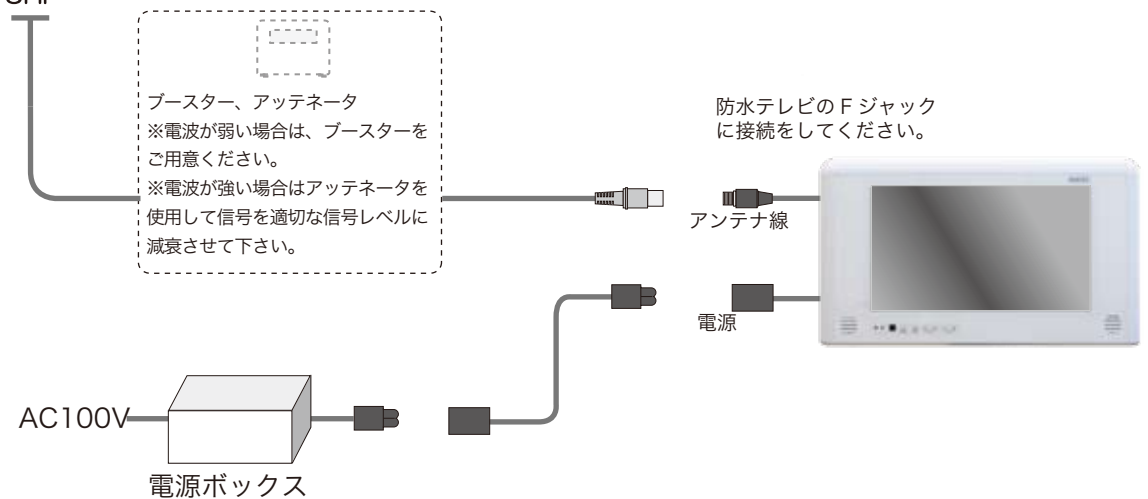 ブースター、アッテネータ
※電波が弱い場合は、ブースターを
ご用意ください。
※電波が強い場合はアッテネータを
使用して信号を適切な信号レベルに
減衰させて下さい。
防水テレビのFジャック
に接続をしてください。
アンテナ線
電源
AC100V
電源ボックス